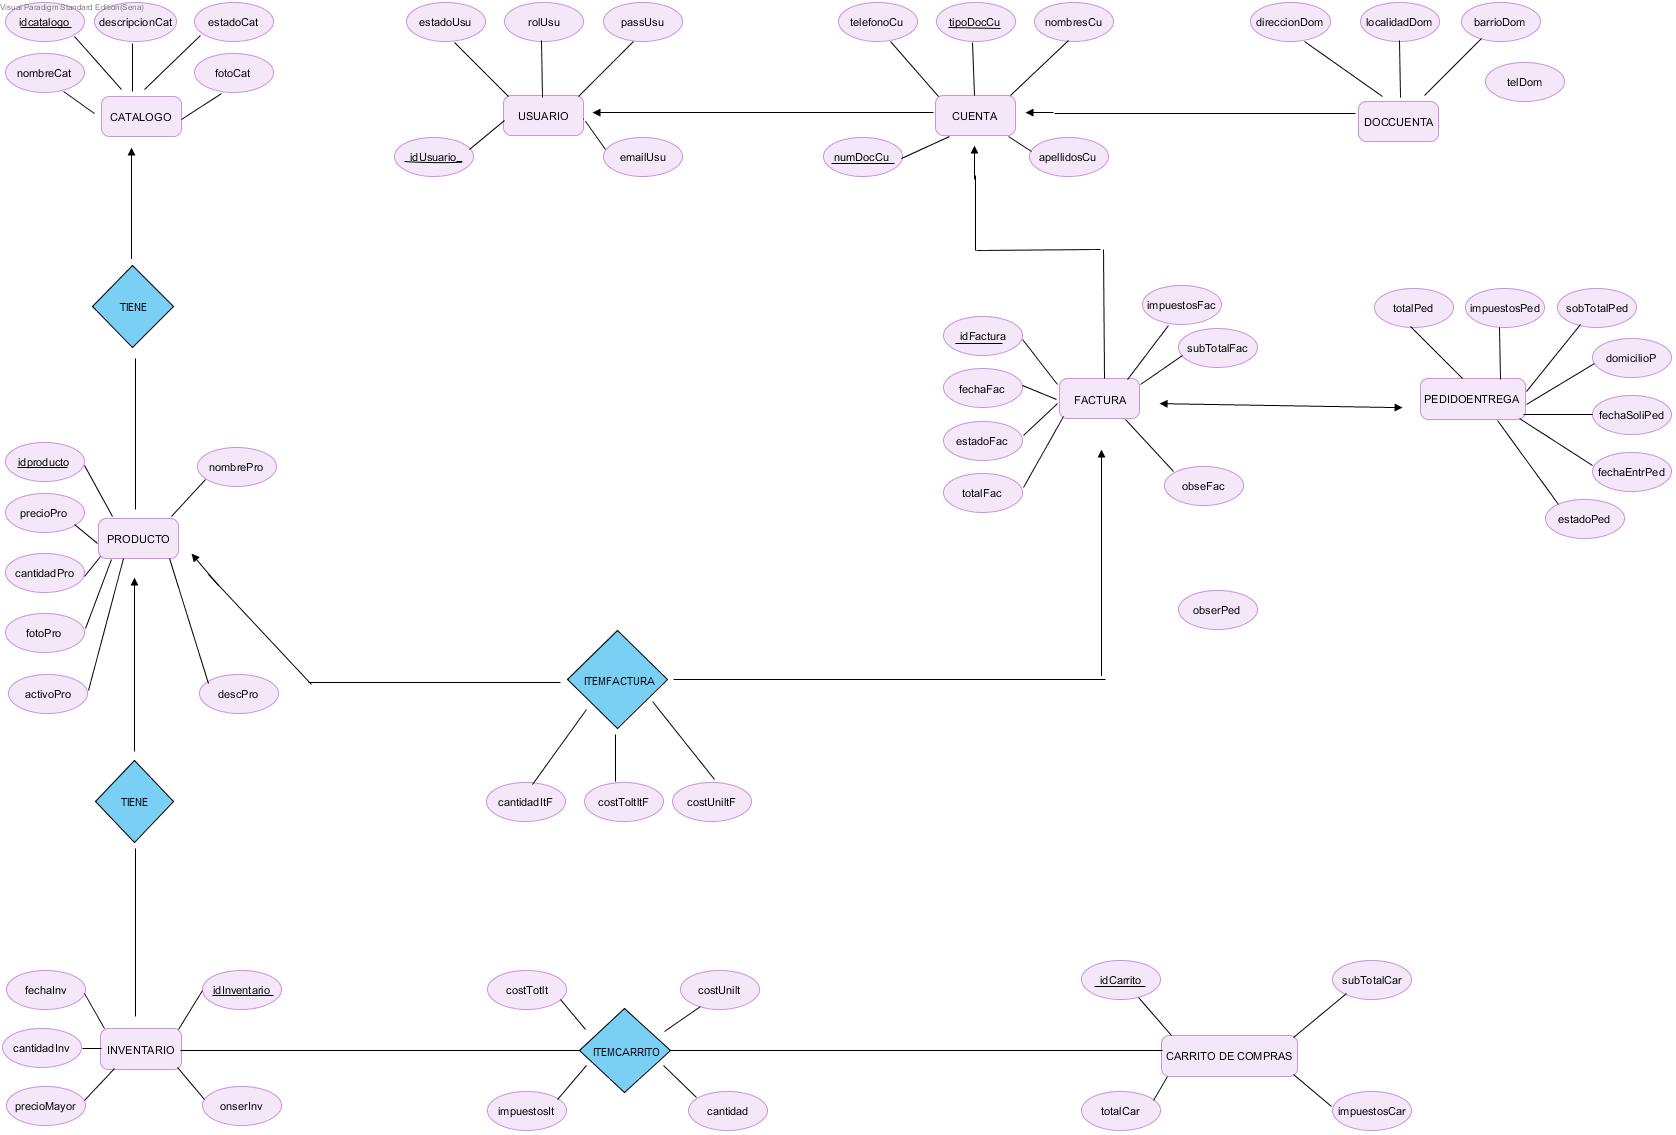 Visual Paradigm Standard Edition(Sena)
idcatalogo
descripcionCat
estadoCat
nombreCat
fotoCat
CATALOGO
estadoUsu
rolUsu
passUsu
USUARIO
idUsuario
emailUsu
telefonoCu
tipoDocCu
nombresCu
CUENTA
numDocCu
apellidosCu
direccionDom
localidadDom
barrioDom
telDom
DOCCUENTA
TIENE
impuestosFac
idFactura
subTotalFac
fechaFac
FACTURA
estadoFac
totalFac
obseFac
totalPed
impuestosPed
sobTotalPed
domicilioP
PEDIDOENTREGA
fechaSoliPed
fechaEntrPed
estadoPed
idproducto
nombrePro
precioPro
PRODUCTO
cantidadPro
fotoPro
activoPro
descPro
obserPed
ITEMFACTURA
cantidadItF
costToItItF
costUniItF
TIENE
fechaInv
idInventario
cantidadInv
INVENTARIO
precioMayor
onserInv
costTotIt
costUniIt
ITEMCARRITO
impuestosIt
cantidad
idCarrito
subTotalCar
CARRITO DE COMPRAS
totalCar
impuestosCar